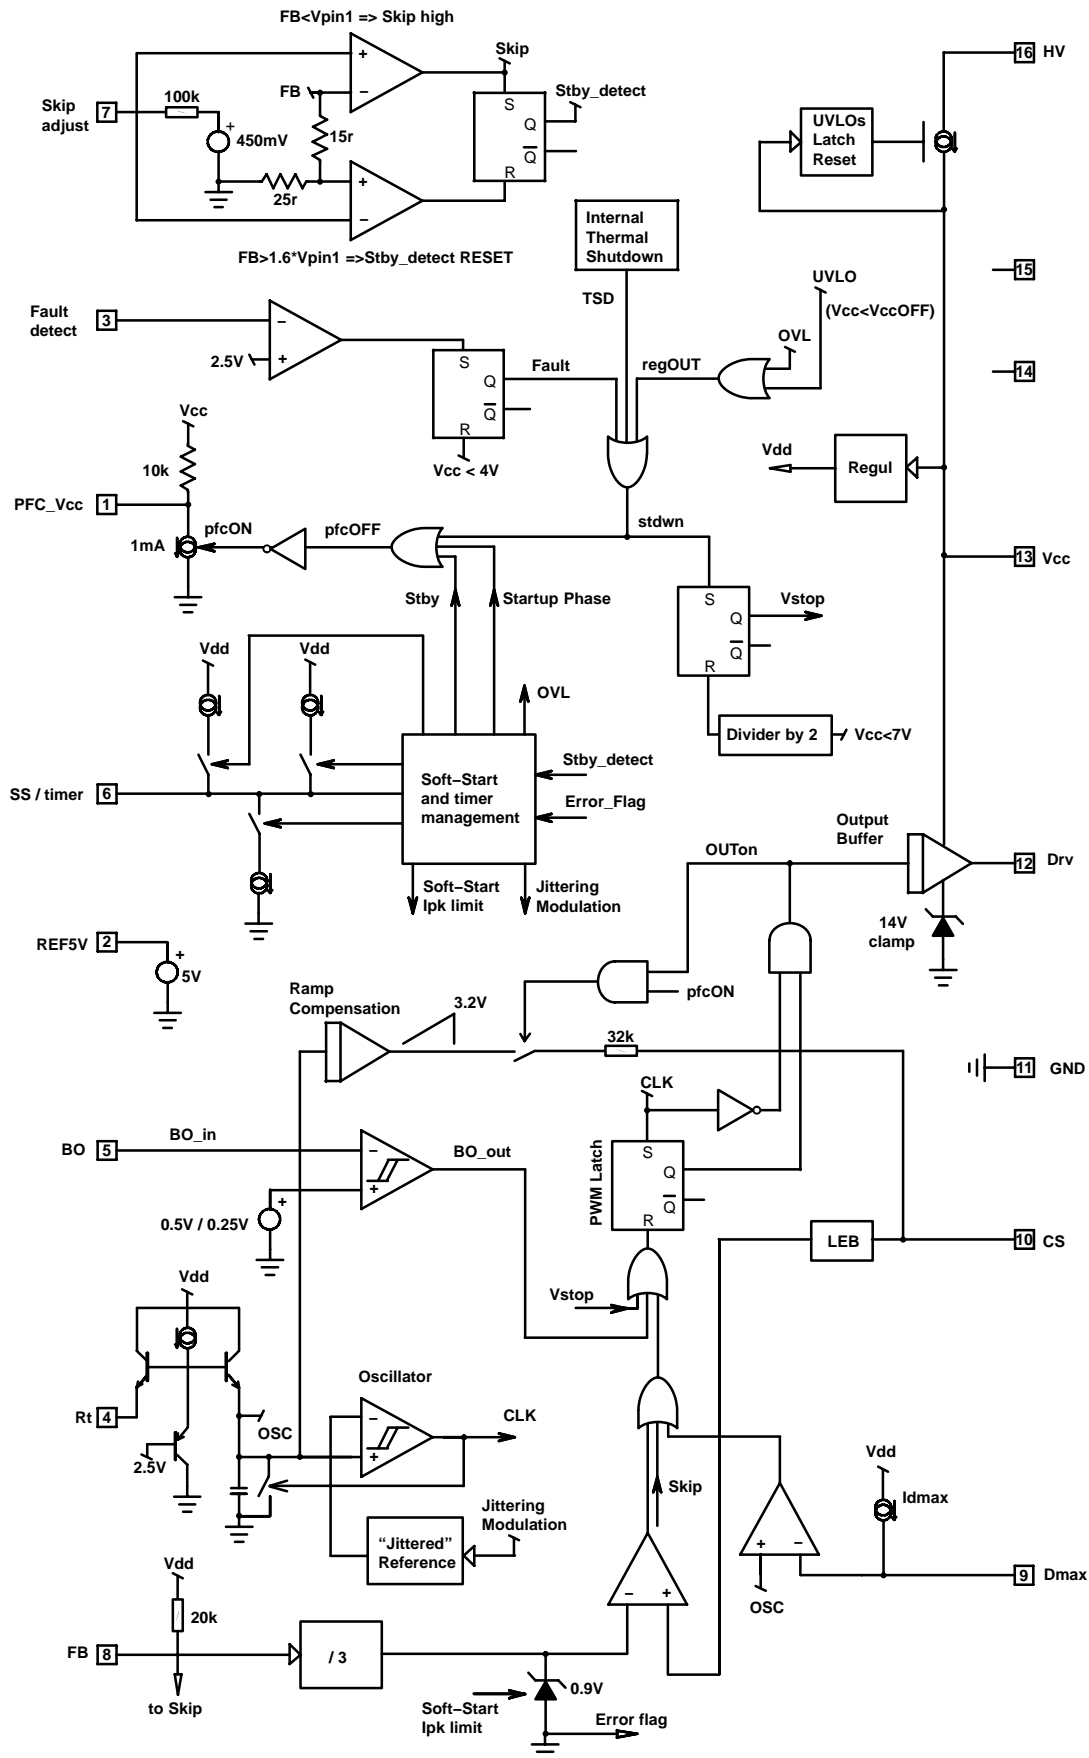 FB<Vpin1 => Skip high
16 HV
Skip
+
FB
−
S
Stby_detect
Q
Q
R
Skip
adjust
7
100k
+
450mV
15r
25r
+
−
UVLOs
Latch
Reset
FB>1.6*Vpin1 =>Stby_detect RESET
Internal
Thermal
Shutdown
TSD
UVLO
(Vcc<VccOFF)
OVL
15
14
Fault
detect
3
−
2.5V
+
S
Q
Q
R
Fault
regOUT
Vcc < 4V
Vcc
10k
Vdd
Regul
PFC_Vcc 1
1mA
pfcON
pfcOFF
stdwn
13 Vcc
Stby
Startup Phase
S
Q
Q
R
Vstop
Vdd
Vdd
OVL
Divider by 2
Vcc<7V
Soft−Start
and timer
management
Stby_detect
Error_Flag
SS / timer 6
Output
Buffer
OUTon
12 Drv
Soft−Start
Ipk limit
Jittering
Modulation
14V
clamp
REF5V 2
+
5V
pfcON
Ramp
Compensation
3.2V
32k
11 GND
CLK
BO 5
BO_in
−
+
BO_out
PWM Latch
S
Q
Q
R
+
0.5V / 0.25V
LEB
10 CS
Vstop
Vdd
Rt 4
2.5V
OSC
Oscillator
−
+
CLK
Skip
Vdd
Idmax
Jittering
Modulation
“Jittered”
Reference
+
−
OSC
9 Dmax
Vdd
20k
−
+
FB 8
/ 3
to Skip
Soft−Start
Ipk limit
0.9V
Error flag